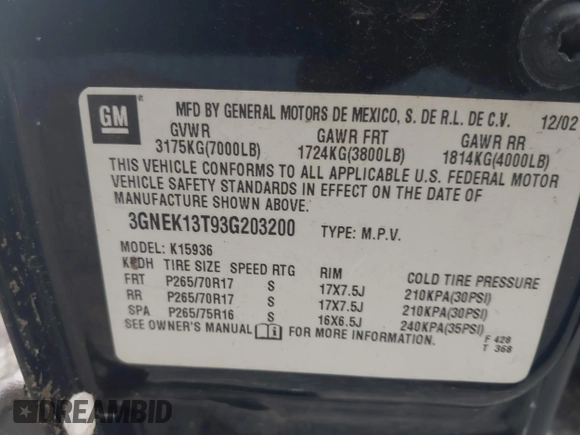 GM
MFD BY GENERAL MOTORS DE MEXICO, S. DE R.L. DE C.V. 12/02
GVWR GAWR FRT GAWR RR
3175KG(7000LB) 1724KG(3800LB) 1814KG(4000LB)
THIS VEHICLE CONFORMS TO ALL APPLICABLE U.S. FEDERAL MOTOR
VEHICLE SAFETY STANDARDS IN EFFECT ON THE DATE OF
MANUFACTURE SHOWN ABOVE.
3GNEK13T93G203200 TYPE: M.P.V.
MODEL: K15936
TIRE SIZE SPEED RTG RIM COLD TIRE PRESSURE
FRT P265/70R17 S 17X7.5J 210KPA(30PSI)
RR P265/70R17 S 17X7.5J 210KPA(30PSI)
SPA P265/75R16 S 16X6.5J 240KPA(35PSI)
SEE OWNER'S MANUAL FOR MORE INFORMATION.
F 428
T 368
DREAMBID